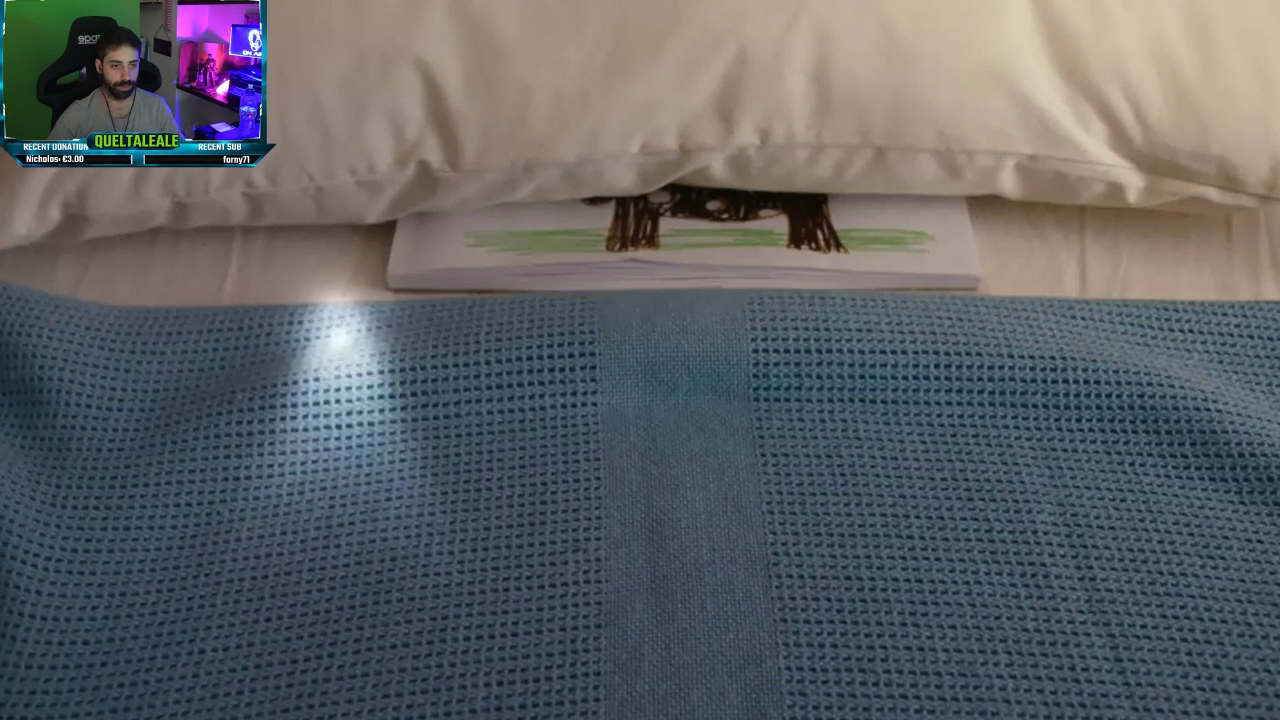 QUELTALEALE
RECENT DONATION
RECENT SUB
Nicholas: €3.00
forny71